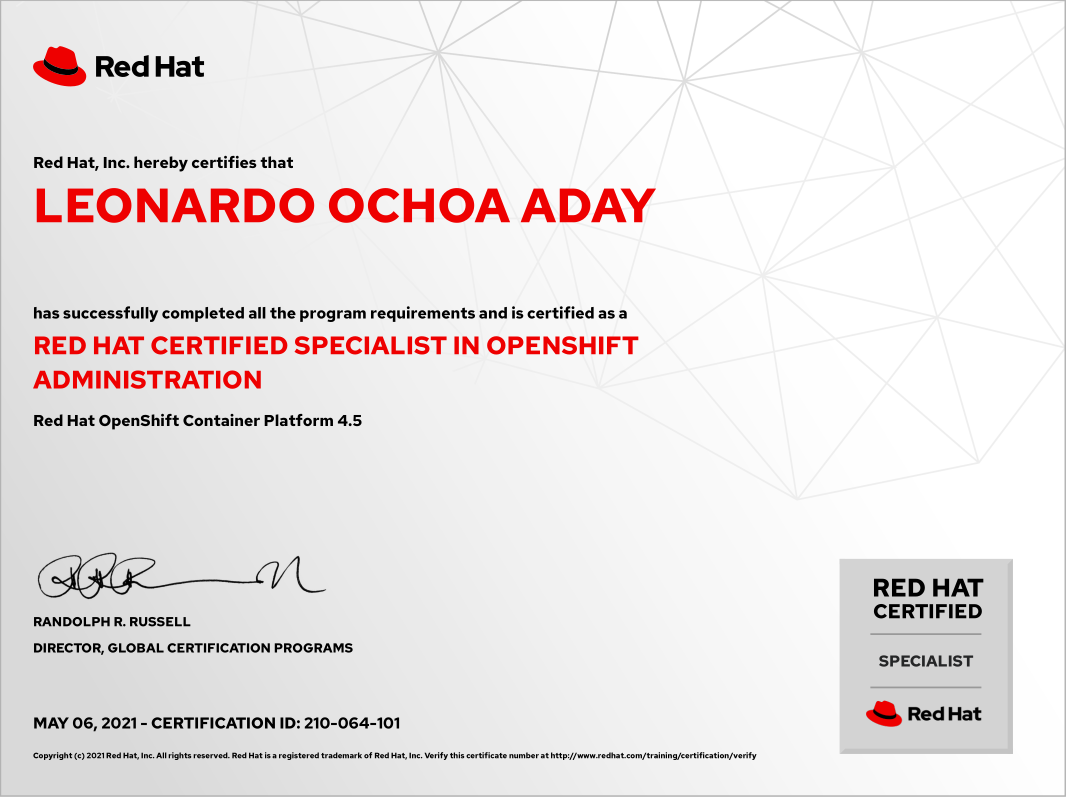 Red Hat
Red Hat, Inc. hereby certifies that
LEONARDO OCHOA ADAY
has successfully completed all the program requirements and is certified as a
RED HAT CERTIFIED SPECIALIST IN OPENSHIFT
ADMINISTRATION
Red Hat OpenShift Container Platform 4.5
RANDOLPH R. RUSSELL
DIRECTOR, GLOBAL CERTIFICATION PROGRAMS
MAY 06, 2021 - CERTIFICATION ID: 210-064-101
Copyright (c) 2021 Red Hat, Inc. All rights reserved. Red Hat is a registered trademark of Red Hat, Inc. Verify this certificate number at http://www.redhat.com/training/certification/verify
RED HAT
CERTIFIED
SPECIALIST
Red Hat